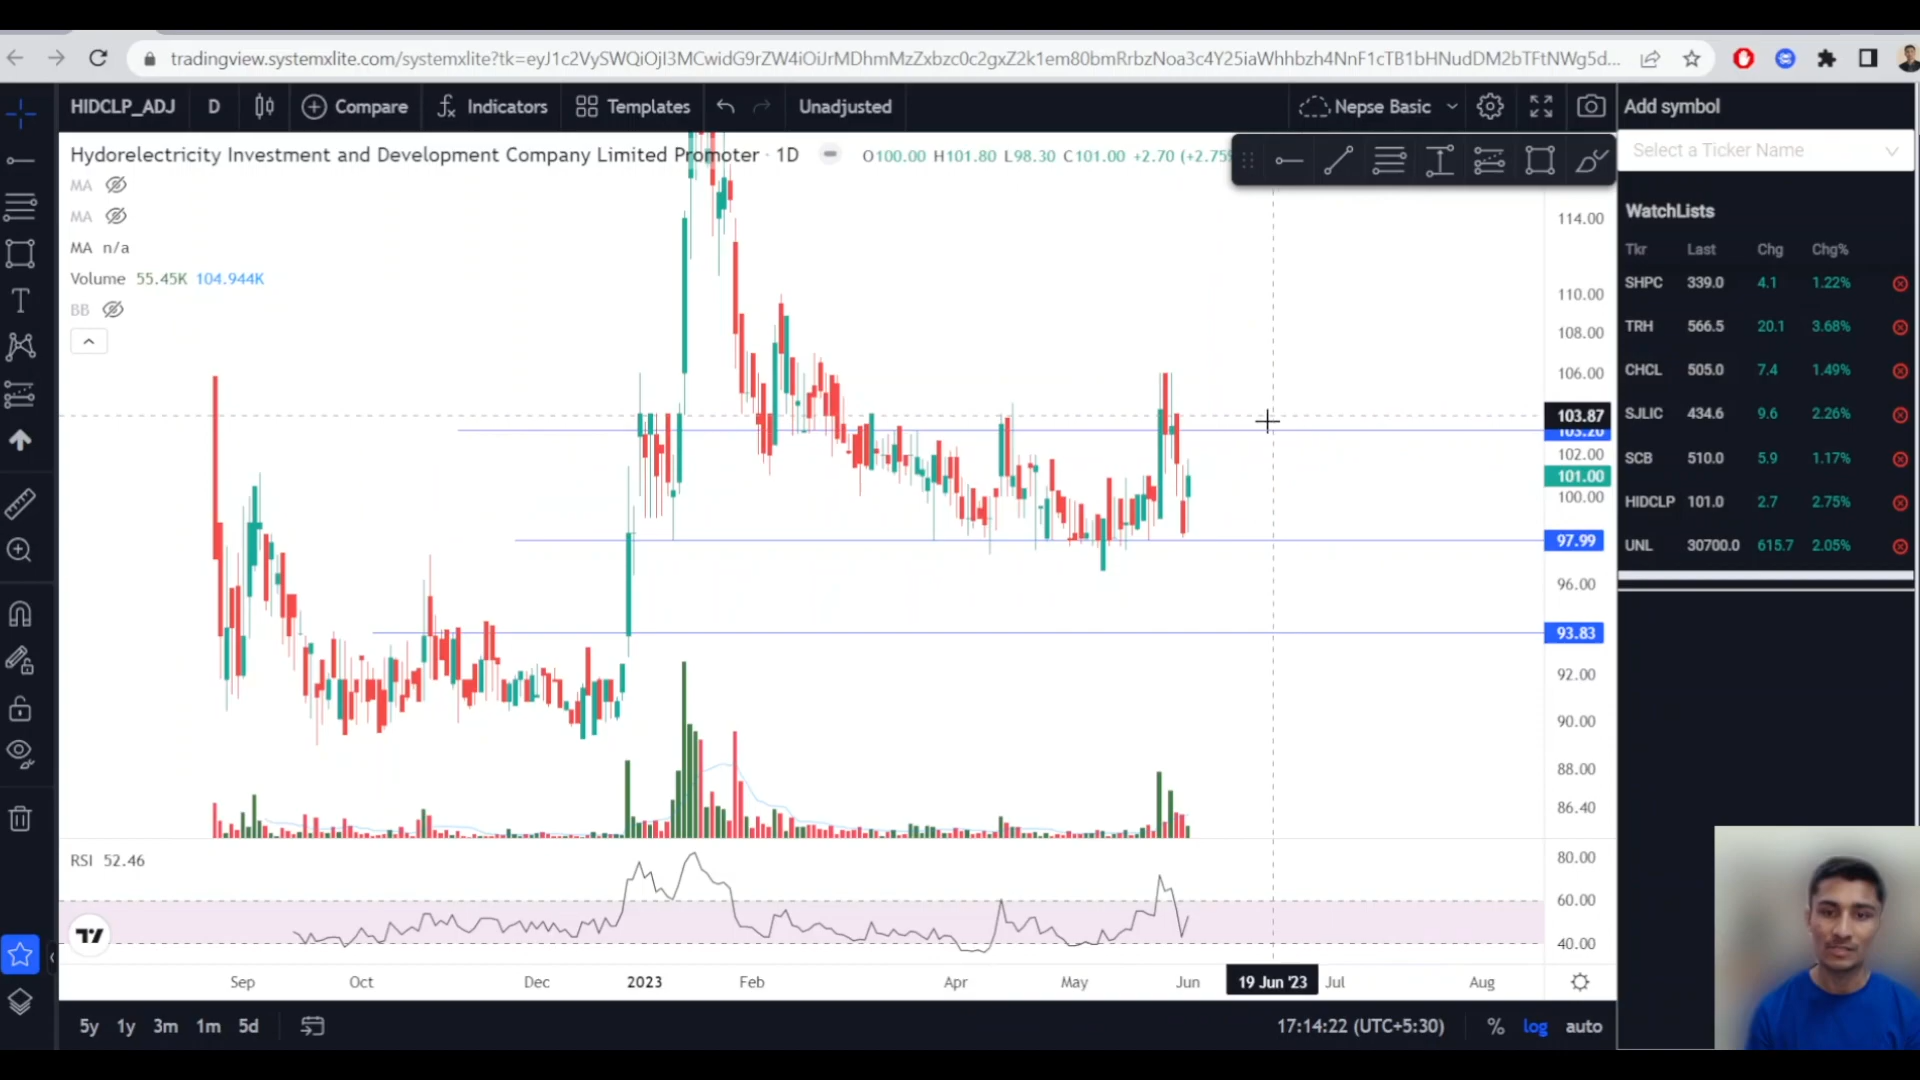 tradingview.systemxlite.com/systemxlite?tk=eyJ1c2VySWQiOjI3MCwidG9rZW4iOiJrMDhmMzZxbzc0c2gxZ2k1em80bmRrbzNoa3c4Y25iaWhhbzh4NnF1cTB1bHNudDM2bTFtNWg5d...
HIDCLP_ADJ D Compare Indicators Templates Unadjusted Nepse Basic Add symbol
Hydorelectricity Investment and Development Company Limited Promoter · 1D O100.00 H101.80 L98.30 C101.00 +2.70 (+2.75%
Select a Ticker Name
MA
MA
MA n/a
Volume 55.45K 104.944K
BB
114.00
110.00
108.00
106.00
103.87
103.20
102.00
101.00
100.00
97.99
96.00
93.83
92.00
90.00
88.00
86.40
WatchLists
Tkr Last Chg Chg%
SHPC 339.0 4.1 1.22%
TRH 566.5 20.1 3.68%
CHCL 505.0 7.4 1.49%
SJLIC 434.6 9.6 2.26%
SCB 510.0 5.9 1.17%
HIDCLP 101.0 2.7 2.75%
UNL 30700.0 615.7 2.05%
RSI 52.46
80.00
60.00
40.00
Sep Oct Dec 2023 Feb Apr May Jun 19 Jun '23 Jul Aug
5y 1y 3m 1m 5d 17:14:22 (UTC+5:30) % log auto